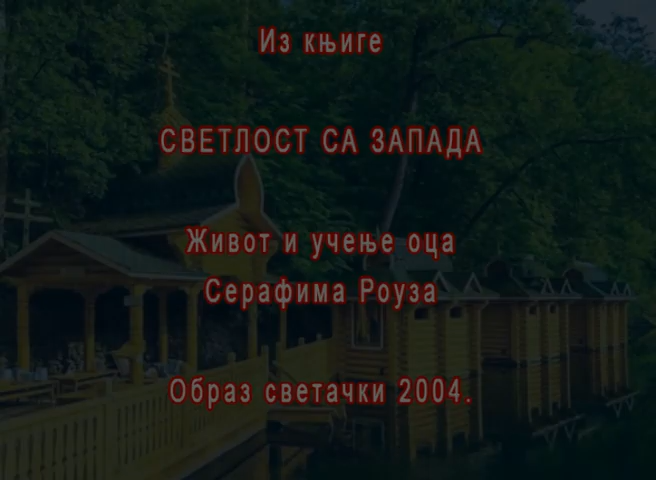 Из књиге
СВЕТЛОСТ СА ЗАПАДА
Живот и учење оца
Серафима Роуза
Образ светачки 2004.